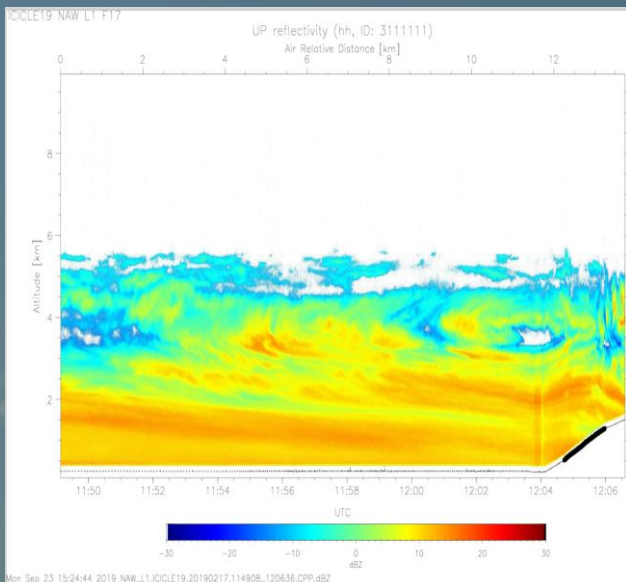 ICICLE19 NAW L1 F17
UP reflectivity (hh, ID: 3111111)
Air Relative Distance [km]
0 2 4 6 8 10 12
8
6
4
2
Altitude [km]
11:50 11:52 11:54 11:56 11:58 12:00 12:02 12:04 12:06
UTC
-30 -20 -10 0 10 20 30
dBZ
Mon Sep 23 15:24:44 2019 NAW_L1.ICICLE19.20190217.114908_120636.CPP.dBZ